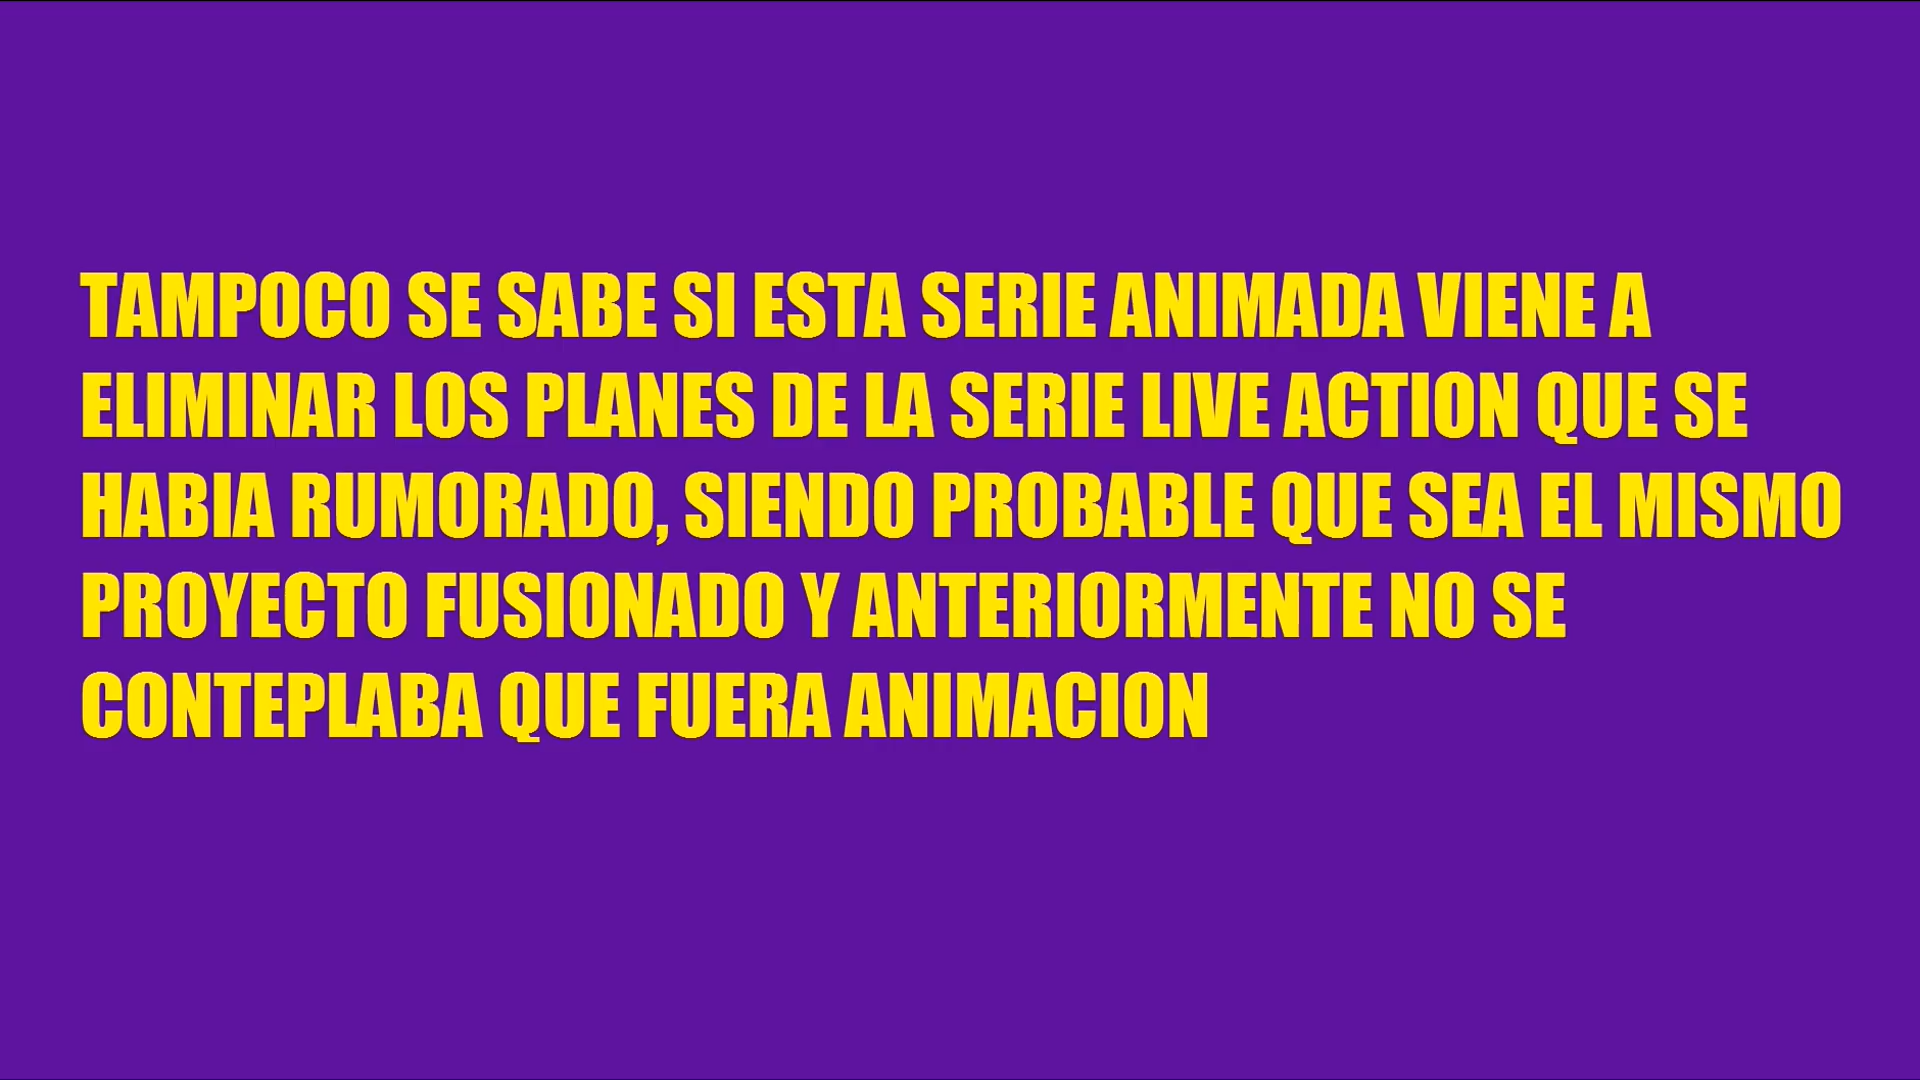 TAMPOCO SE SABE SI ESTA SERIE ANIMADA VIENE A
ELIMINAR LOS PLANES DE LA SERIE LIVE ACTION QUE SE
HABIA RUMORADO, SIENDO PROBABLE QUE SEA EL MISMO
PROYECTO FUSIONADO Y ANTERIORMENTE NO SE
CONTEPLABA QUE FUERA ANIMACION